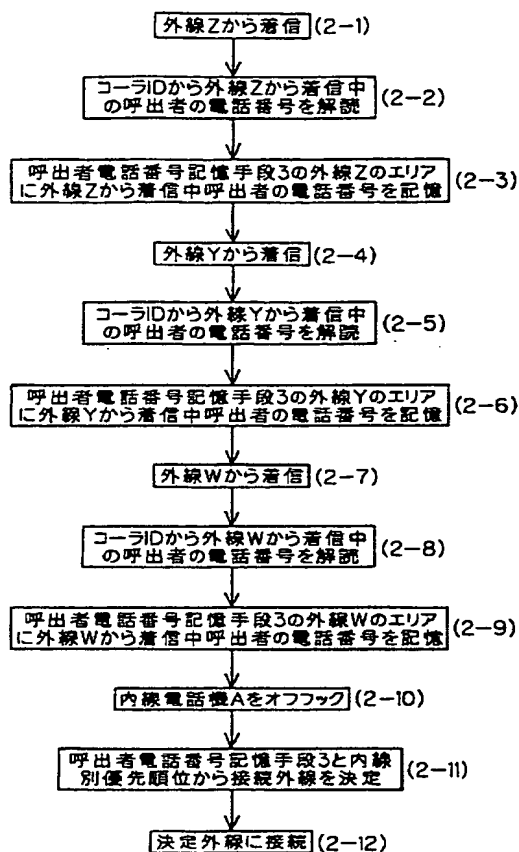 外線Zから着信 (2-1)
コーラIDから外線Zから着信中
の呼出者の電話番号を解読 (2-2)
呼出者電話番号記憶手段3の外線Zのエリア
に外線Zから着信中呼出者の電話番号を記憶 (2-3)
外線Yから着信 (2-4)
コーラIDから外線Yから着信中
の呼出者の電話番号を解読 (2-5)
呼出者電話番号記憶手段3の外線Yのエリア
に外線Yから着信中呼出者の電話番号を記憶 (2-6)
外線Wから着信 (2-7)
コーラIDから外線Wから着信中
の呼出者の電話番号を解読 (2-8)
呼出者電話番号記憶手段3の外線Wのエリア
に外線Wから着信中呼出者の電話番号を記憶 (2-9)
内線電話機Aをオフフック (2-10)
呼出者電話番号記憶手段3と内線
別優先順位から接続外線を決定 (2-11)
決定外線に接続 (2-12)